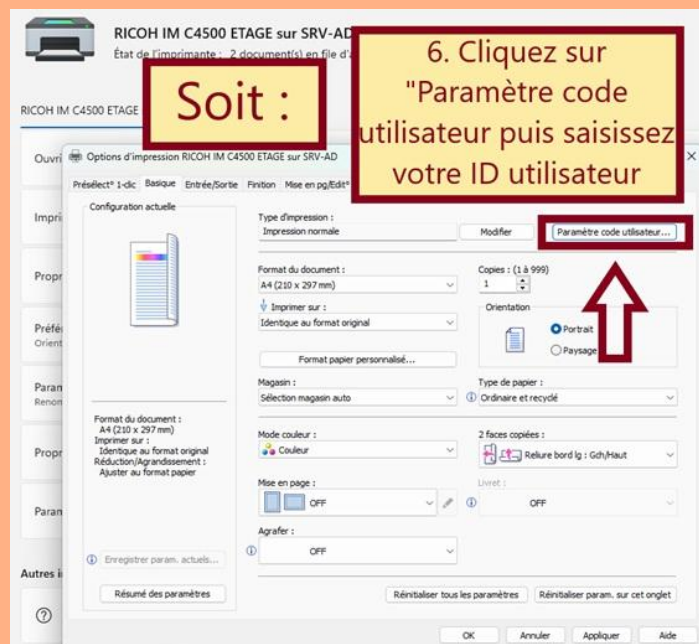 RICOH IM C4500 ETAGE sur SRV-AD
État de l'imprimante : 2 document(s) en file d'a
Soit :
6. Cliquez sur
"Paramètre code
utilisateur puis saisissez
votre ID utilisateur
RICOH IM C4500 ETAGE
Ouvri
Impri
Propr
Préfé
Orient
Param
Renom
Propr
Param
Autres i
Options d'impression RICOH IM C4500 ETAGE sur SRV-AD
Présélect° 1-clic Basique Entrée/Sortie Finition Mise en pg/Edit°
Configuration actuelle
Type d'impression :
Impression normale
Modifier
Paramètre code utilisateur...
Format du document :
A4 (210 x 297 mm)
Copies : (1 à 999)
1
Imprimer sur :
Identique au format original
Orientation
Portrait
Paysage
Format papier personnalisé...
Magasin :
Sélection magasin auto
Type de papier :
Ordinaire et recyclé
Format du document :
A4 (210 x 297 mm)
Imprimer sur :
Identique au format original
Réduction/Agrandissement :
Ajuster au format papier
Mode couleur :
Couleur
2 faces copiées :
Reliure bord lg : Gch/Haut
Mise en page :
OFF
Livret :
OFF
Agrafer :
OFF
Enregistrer param. actuels...
Résumé des paramètres
Réinitialiser tous les paramètres
Réinitialiser param. sur cet onglet
OK
Annuler
Appliquer
Aide